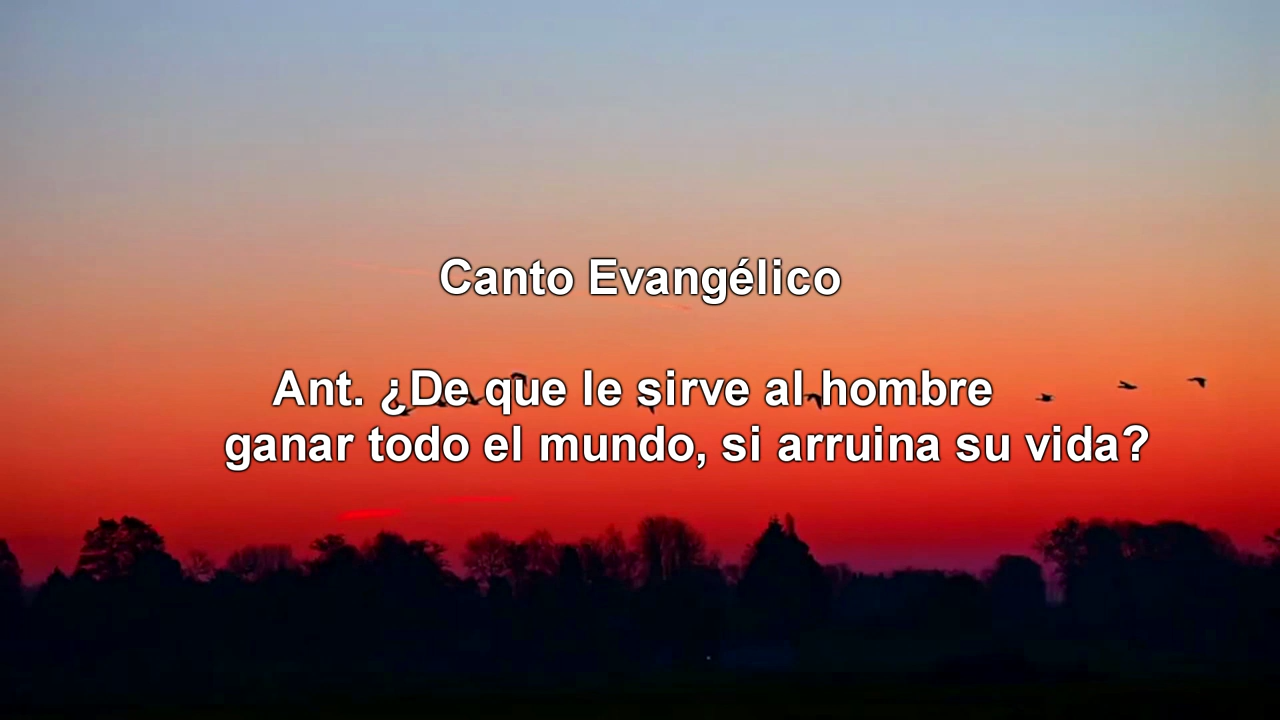 Canto Evangélico
Ant. ¿De que le sirve al hombre
ganar todo el mundo, si arruina su vida?